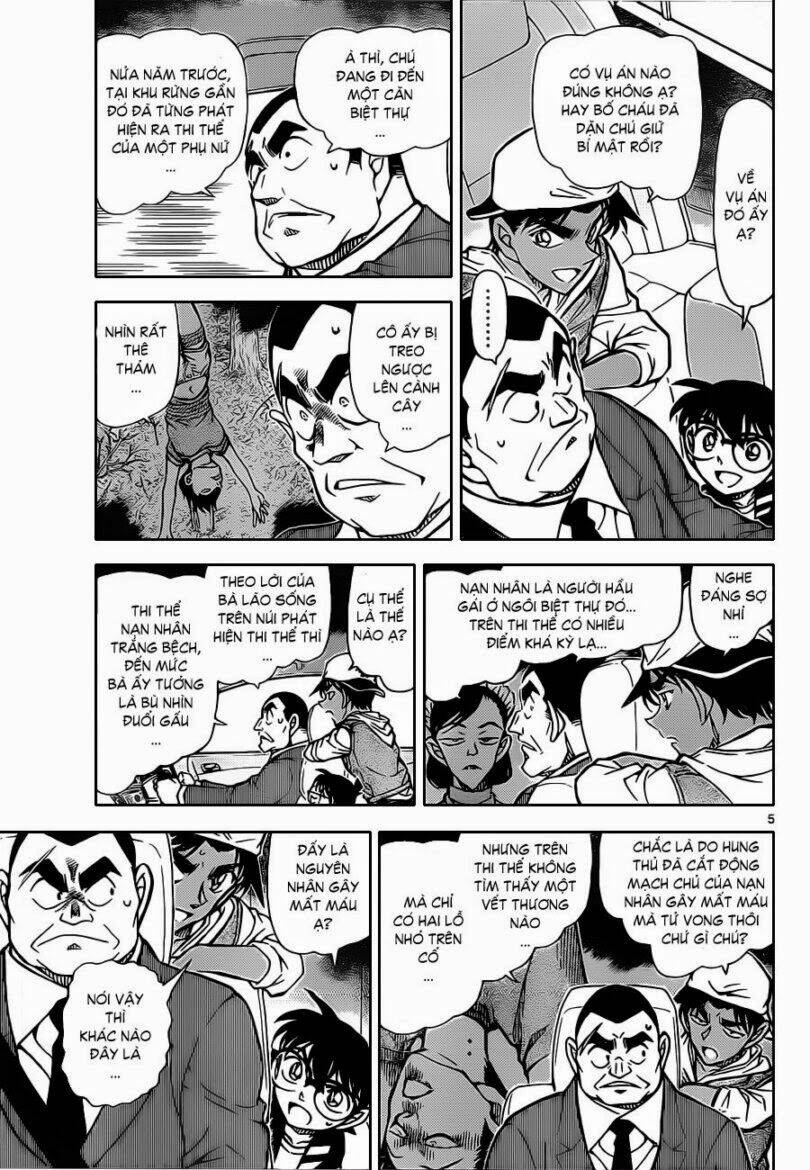 CÓ VỤ ÁN NÀO
ĐÚNG KHÔNG Ạ?
HAY BỐ CHÁU ĐÃ
DẶN CHÚ GIỮ
BÍ MẬT RỒI?
VỀ
VỤ ÁN
ĐÓ ẤY
Ạ?
........
À THÌ, CHÚ
ĐANG ĐI ĐẾN
MỘT CĂN
BIỆT THỰ
...
NỬA NĂM TRƯỚC,
TẠI KHU RỪNG GẦN
ĐÓ ĐÃ TỪNG PHÁT
HIỆN RA THI THỂ
CỦA MỘT PHỤ NỮ
...
CÔ ẤY BỊ
TREO
NGƯỢC
LÊN CÀNH
CÂY
...
NHÌN RẤT
THÊ
THẢM
...
NGHE
ĐÁNG SỢ
NHỈ
...
NẠN NHÂN LÀ NGƯỜI HẦU
GÁI Ở NGÔI BIỆT THỰ ĐÓ...
TRÊN THI THỂ CÓ NHIỀU
ĐIỂM KHÁ KỲ LẠ...
CỤ THỂ
LÀ THẾ
NÀO Ạ?
THEO LỜI CỦA
BÀ LÃO SỐNG
TRÊN NÚI PHÁT
HIỆN THI THỂ THÌ
...
THI THỂ
NẠN NHÂN
TRẮNG BỆCH,
ĐẾN MỨC
BÀ ẤY TƯỞNG
LÀ BÙ NHÌN
ĐUỔI GẤU
...
5
CHẮC LÀ DO HUNG
THỦ ĐÃ CẮT ĐỘNG
MẠCH CHỦ CỦA NẠN
NHÂN GÂY MẤT MÁU
MÀ TỬ VONG THÔI
CHỨ GÌ CHÚ?
NHƯNG TRÊN
THI THỂ KHÔNG
TÌM THẤY MỘT
VẾT THƯƠNG
NÀO
...
MÀ CHỈ
CÓ HAI LỖ
NHỎ TRÊN
CỔ
...
ĐẤY LÀ
NGUYÊN
NHÂN GÂY
MẤT MÁU
Ạ?
NÓI VẬY
THÌ
KHÁC NÀO
ĐÂY LÀ
...